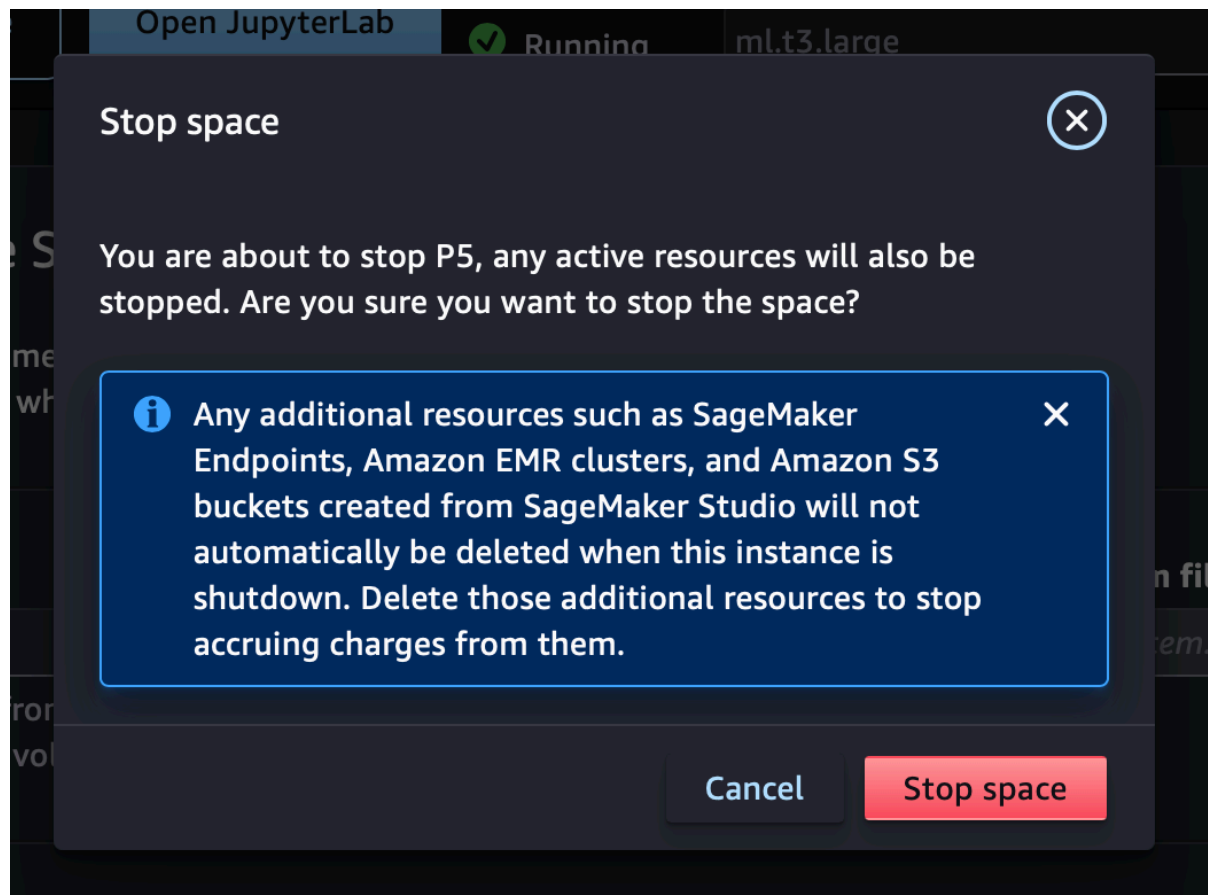 Open JupyterLab
Running
ml.t3.large
Stop space
You are about to stop P5, any active resources will also be
stopped. Are you sure you want to stop the space?
Any additional resources such as SageMaker
Endpoints, Amazon EMR clusters, and Amazon S3
buckets created from SageMaker Studio will not
automatically be deleted when this instance is
shutdown. Delete those additional resources to stop
accruing charges from them.
Cancel
Stop space